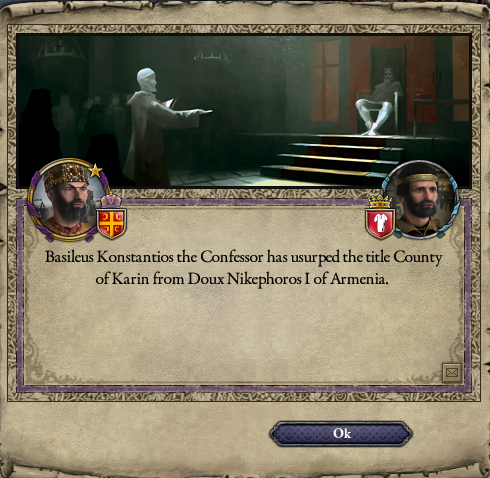 Basileus Konstantios the Confessor has usurped the title County
of Karin from Doux Nikephoros I of Armenia.
Ok